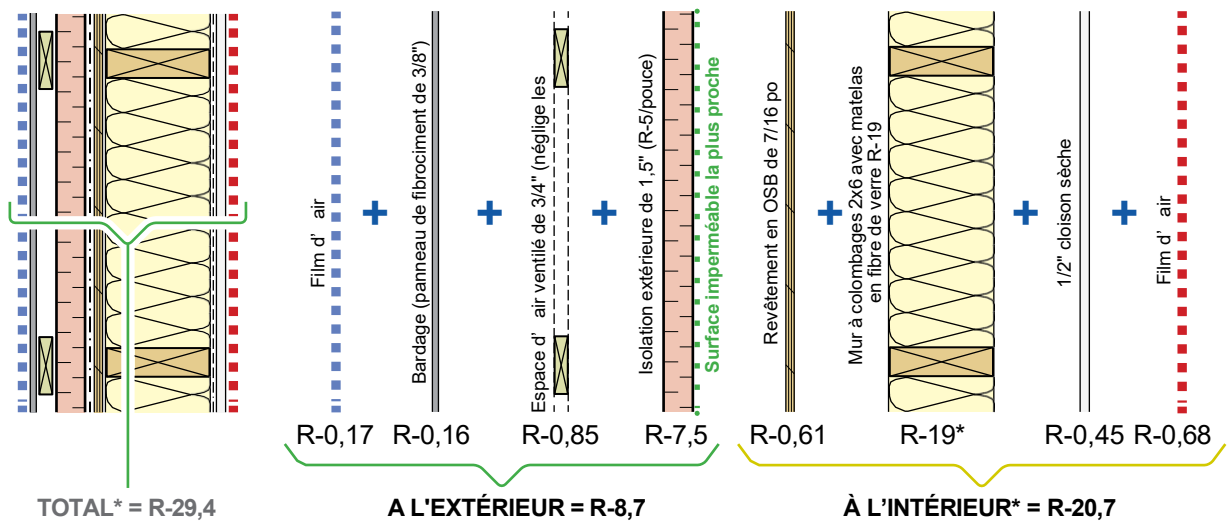 Film d' air
Bardage (panneau de fibrociment de 3/8")
Espace d' air ventilé de 3/4" (néglige les
Isolation extérieure de 1,5" (R-5/pouce)
Surface imperméable la plus proche
Revêtement en OSB de 7/16 po
Mur à colombages 2x6 avec matelas
en fibre de verre R-19
1/2" cloison sèche
Film d' air
R-0,17
R-0,16
R-0,85
R-7,5
R-0,61
R-19*
R-0,45
R-0,68
TOTAL* = R-29,4
A L'EXTÉRIEUR = R-8,7
À L'INTÉRIEUR* = R-20,7